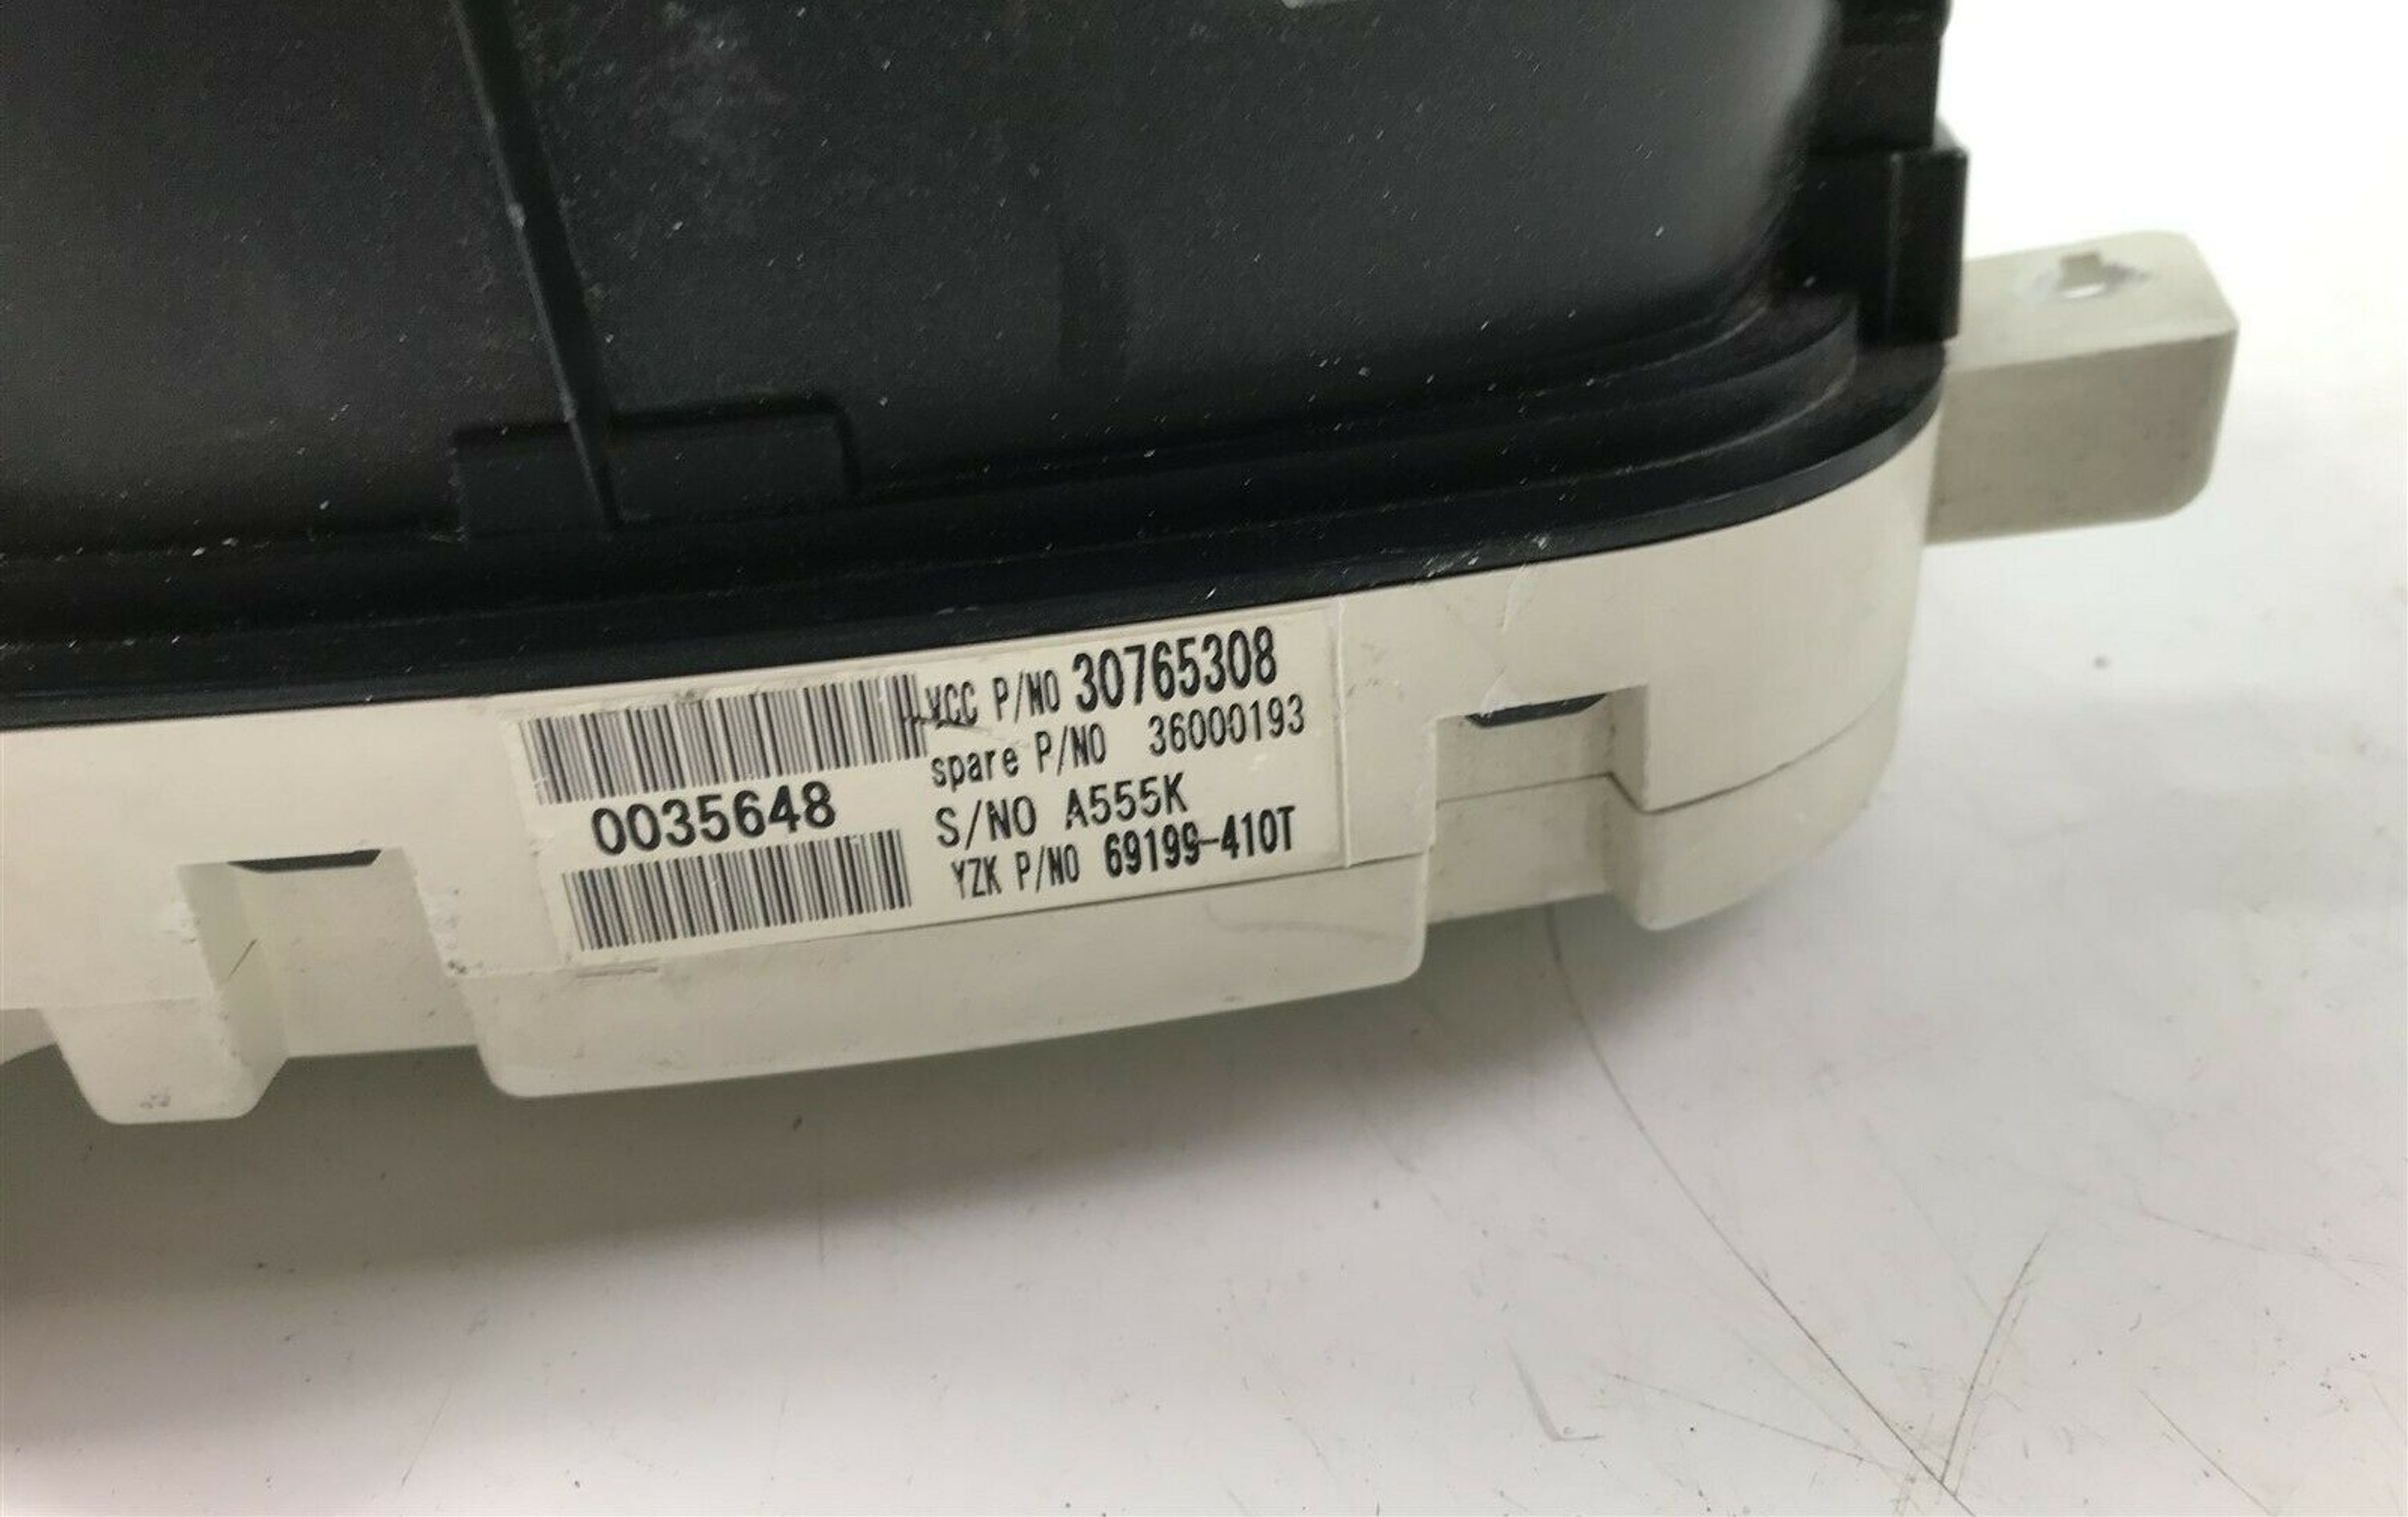 0035648
VCC P/NO 30765308
spare P/NO 36000193
S/NO A555K
YZK P/NO 69199-410T